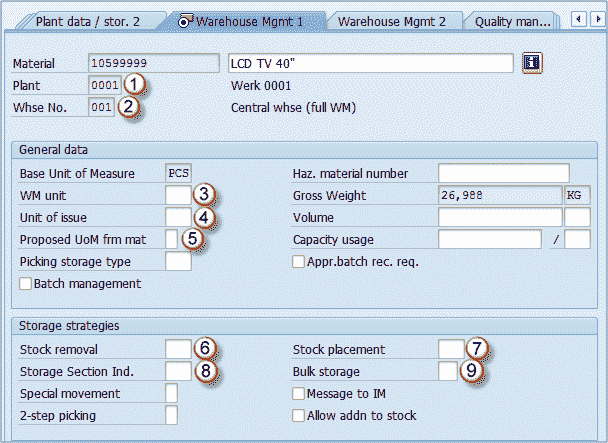 Plant data / stor. 2 Warehouse Mgmt 1 Warehouse Mgmt 2 Quality man...
Material 10599999 LCD TV 40"
Plant 0001 1 Werk 0001
Whse No. 001 2 Central whse (full WM)
General data
Base Unit of Measure PCS Haz. material number
WM unit 3 Gross Weight 26,988 KG
Unit of issue 4 Volume
Proposed UoM frm mat 5 Capacity usage /
Picking storage type Appr.batch rec. req.
Batch management
Storage strategies
Stock removal 6 Stock placement 7
Storage Section Ind. 8 Bulk storage 9
Special movement Message to IM
2-step picking Allow addn to stock